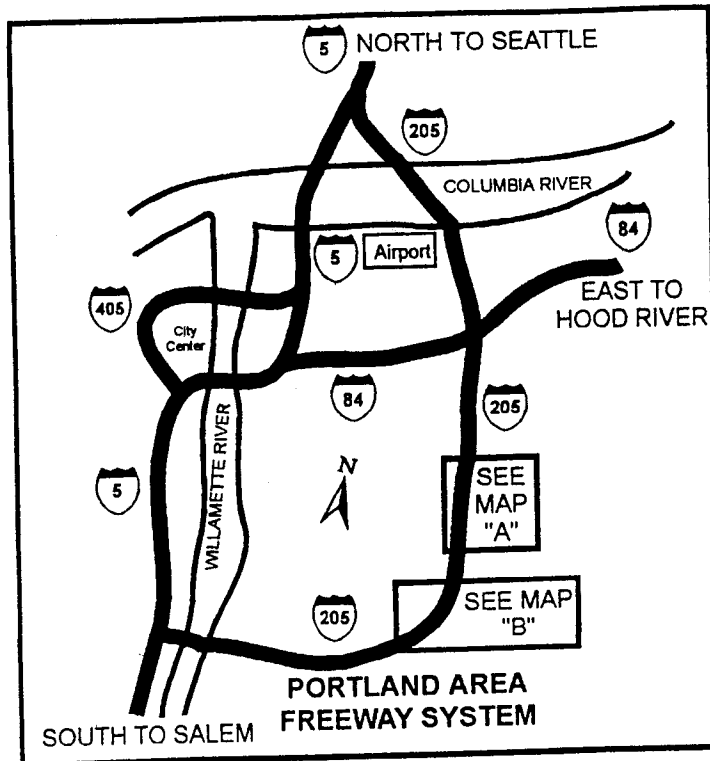 5
NORTH TO SEATTLE
205
COLUMBIA RIVER
84
5
Airport
EAST TO
HOOD RIVER
405
City
Center
84
205
WILLAMETTE RIVER
N
5
SEE
MAP
"A"
205
SEE MAP
"B"
PORTLAND AREA
FREEWAY SYSTEM
SOUTH TO SALEM